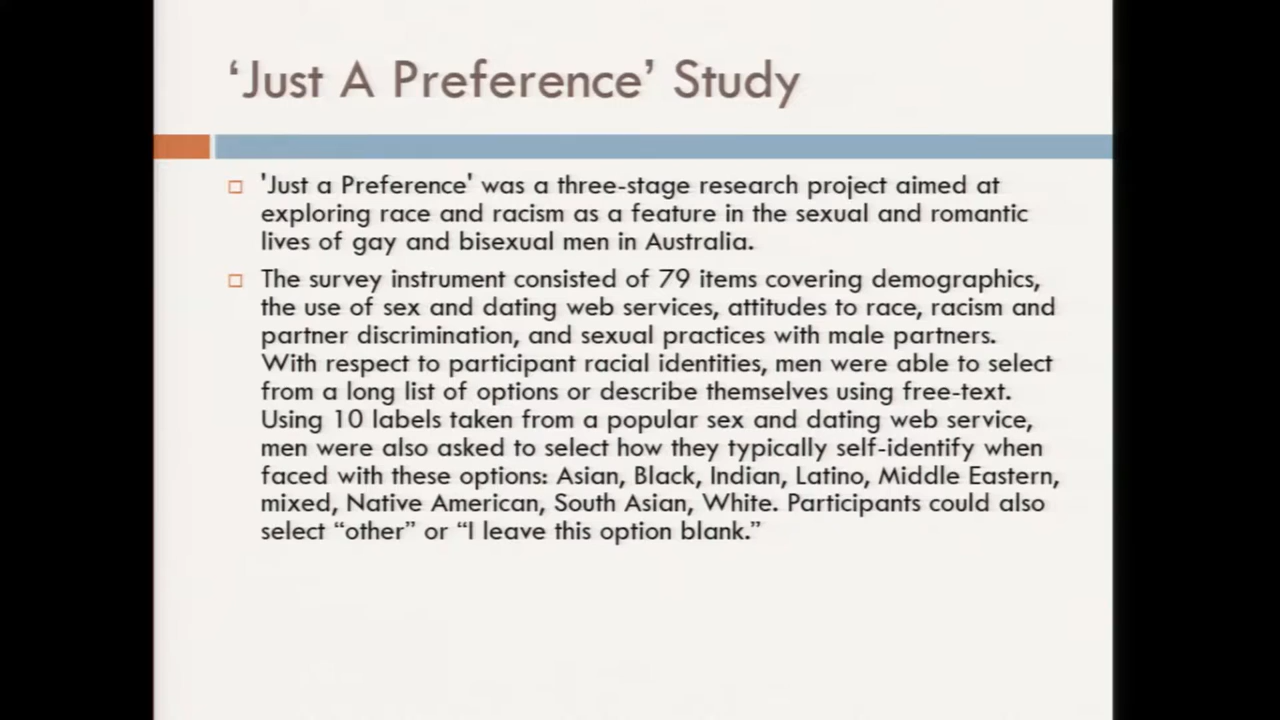 ‘Just A Preference’ Study
'Just a Preference' was a three-stage research project aimed at
exploring race and racism as a feature in the sexual and romantic
lives of gay and bisexual men in Australia.
The survey instrument consisted of 79 items covering demographics,
the use of sex and dating web services, attitudes to race, racism and
partner discrimination, and sexual practices with male partners.
With respect to participant racial identities, men were able to select
from a long list of options or describe themselves using free-text.
Using 10 labels taken from a popular sex and dating web service,
men were also asked to select how they typically self-identify when
faced with these options: Asian, Black, Indian, Latino, Middle Eastern,
mixed, Native American, South Asian, White. Participants could also
select “other” or “I leave this option blank.”